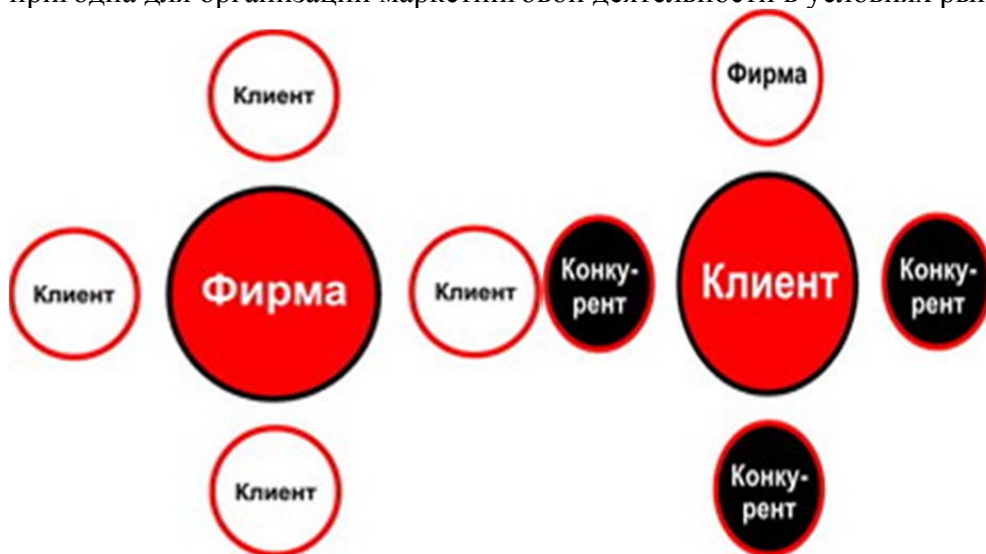 пригодна для организации маркетинговой деятельности в условиях
Клиент
Клиент
Фирма
Клиент
Клиент
Фирма
Конку-
рент
Клиент
Конку-
рент
Конку-
рент